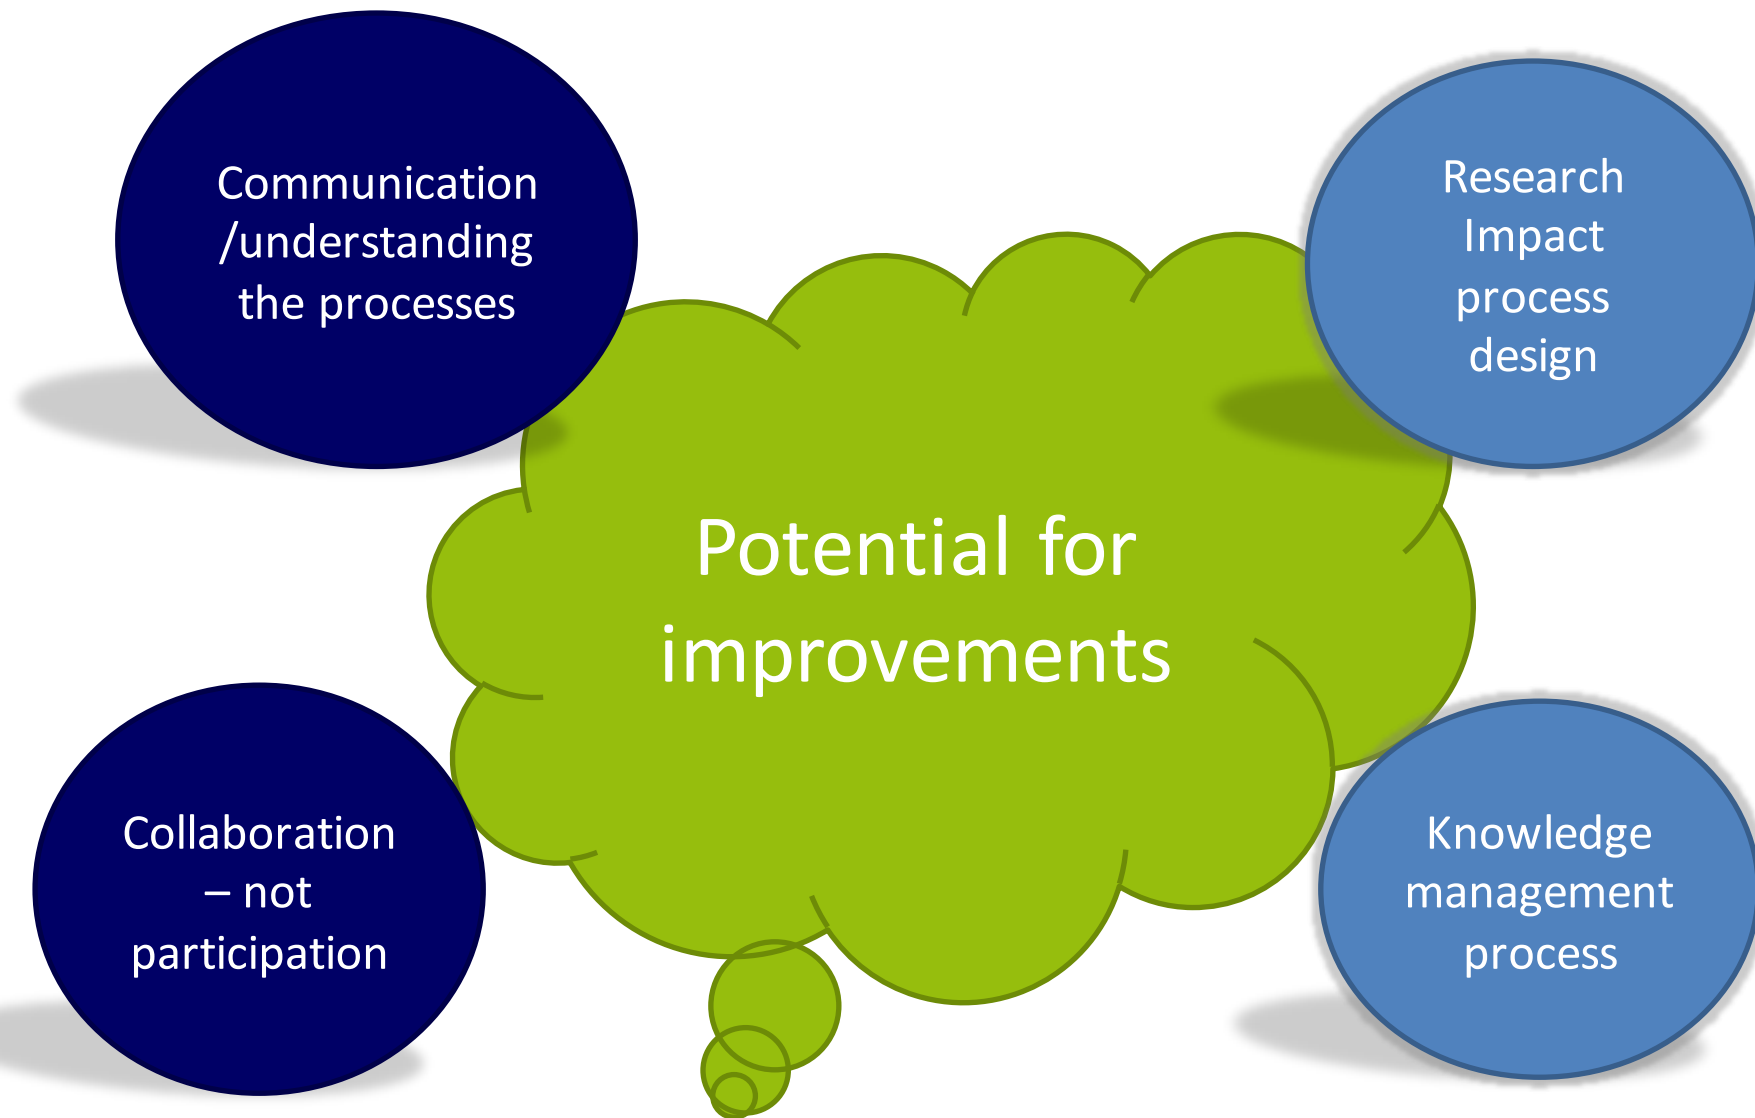 Communication
/understanding
the processes
Research
Impact
process
design
Potential for
improvements
Collaboration
– not
participation
Knowledge
management
process